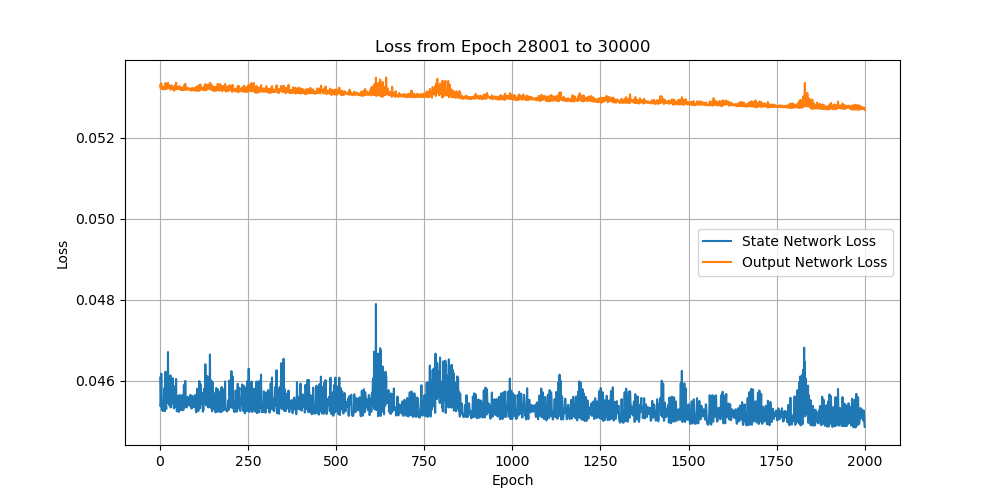 Loss from Epoch 28001 to 30000
Loss
0.052
0.050
0.048
0.046
State Network Loss
Output Network Loss
0 250 500 750 1000 1250 1500 1750 2000
Epoch